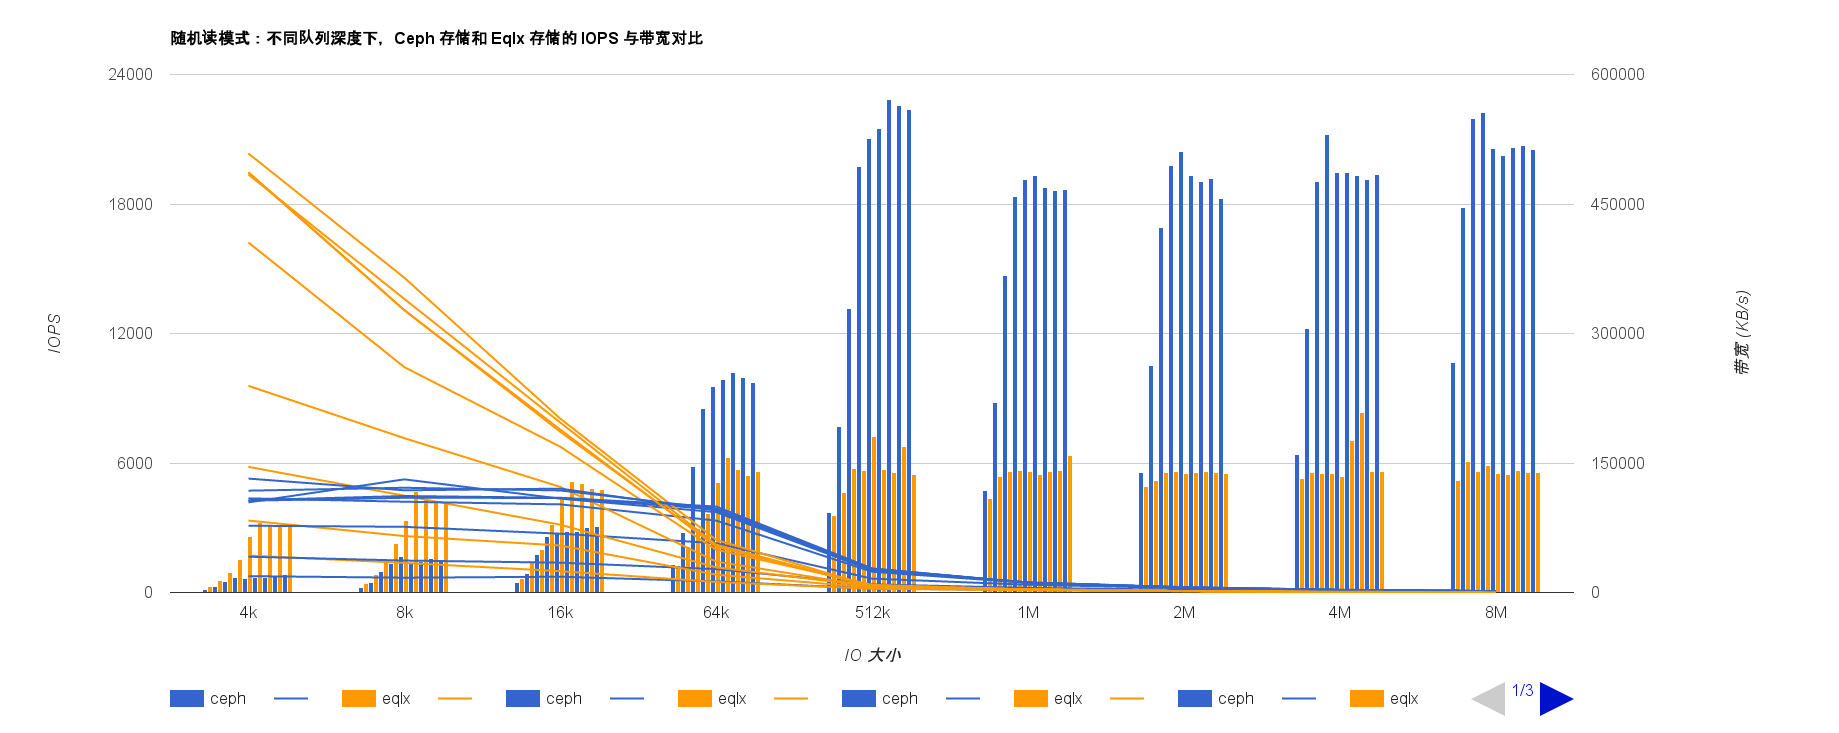 随机读模式：不同队列深度下，Ceph 存储和 Eqlx 存储的 IOPS 与带宽对比
24000 600000
18000 450000
12000 300000
6000 150000
0 0
IOPS
带宽 (KB/s)
4k 8k 16k 64k 512k 1M 2M 4M 8M
IO 大小
ceph eqlx ceph eqlx ceph eqlx ceph eqlx 1/3